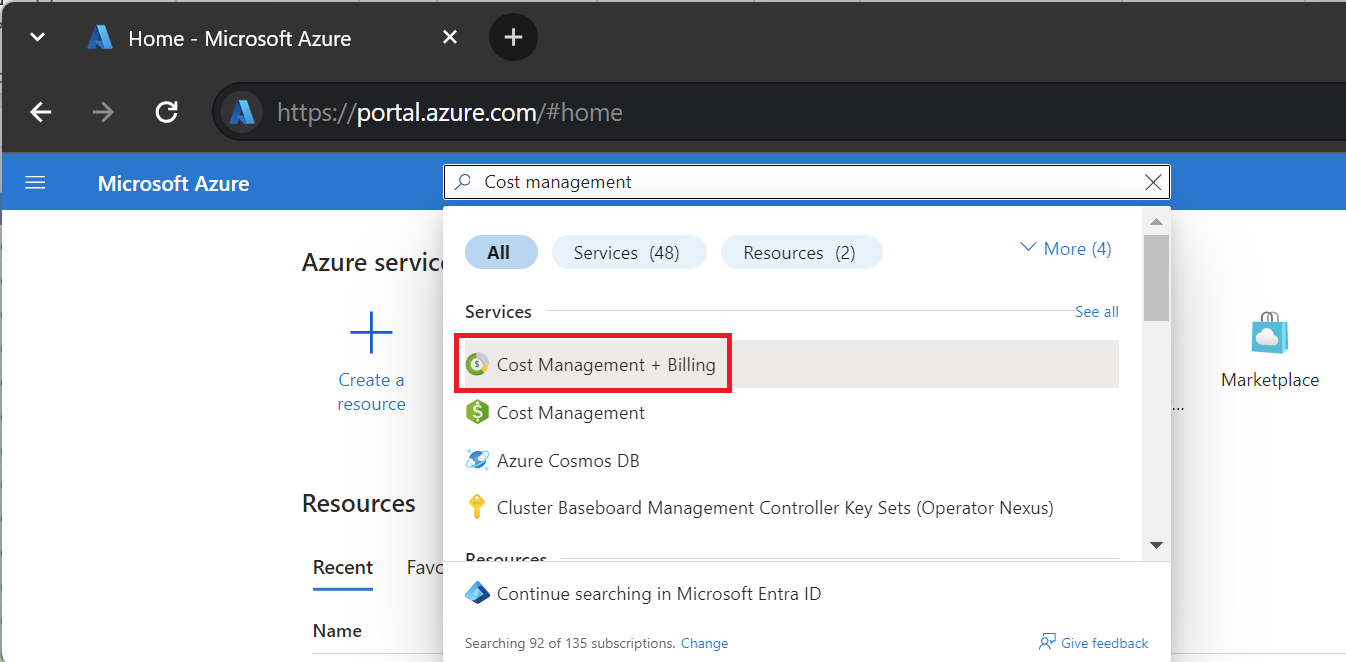 Home - Microsoft Azure
https://portal.azure.com/#home
Microsoft Azure
Cost management
All
Services (48)
Resources (2)
More (4)
Azure servic
Services
See all
Cost Management + Billing
Create a
resource
Cost Management
Marketplace
...
Azure Cosmos DB
Resources
Cluster Baseboard Management Controller Key Sets (Operator Nexus)
Resources
Recent
Favo
Continue searching in Microsoft Entra ID
Name
Searching 92 of 135 subscriptions. Change
Give feedback